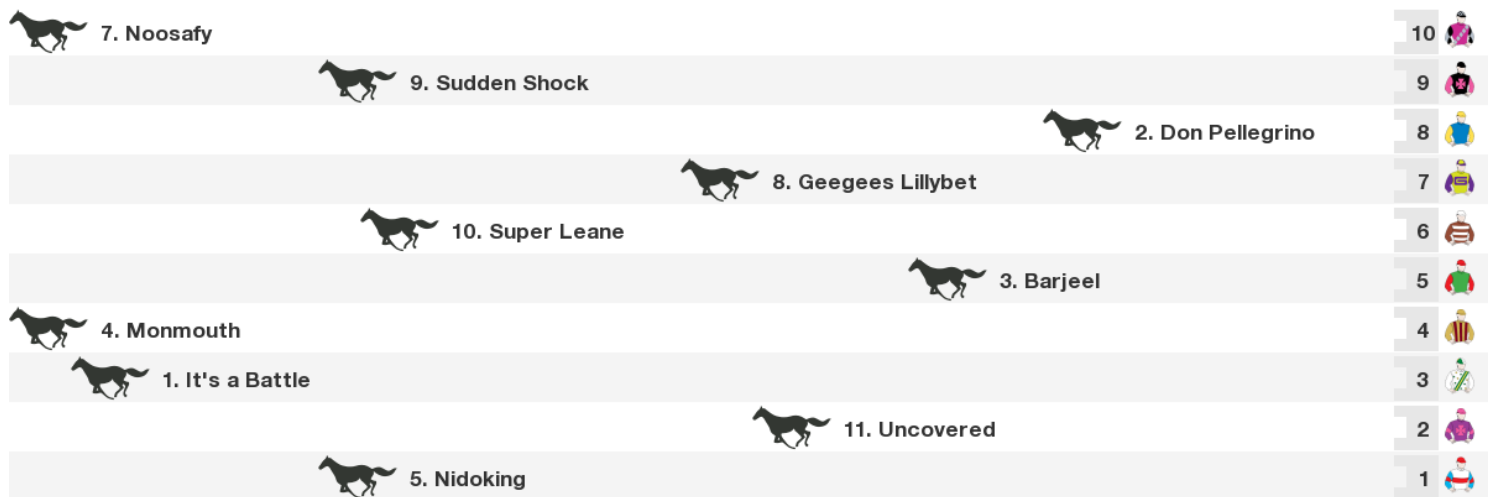 7. Noosafy 10
9. Sudden Shock 9
2. Don Pellegrino 8
8. Geegees Lillybet 7
10. Super Leane 6
3. Barjeel 5
4. Monmouth 4
1. It's a Battle 3
11. Uncovered 2
5. Nidoking 1